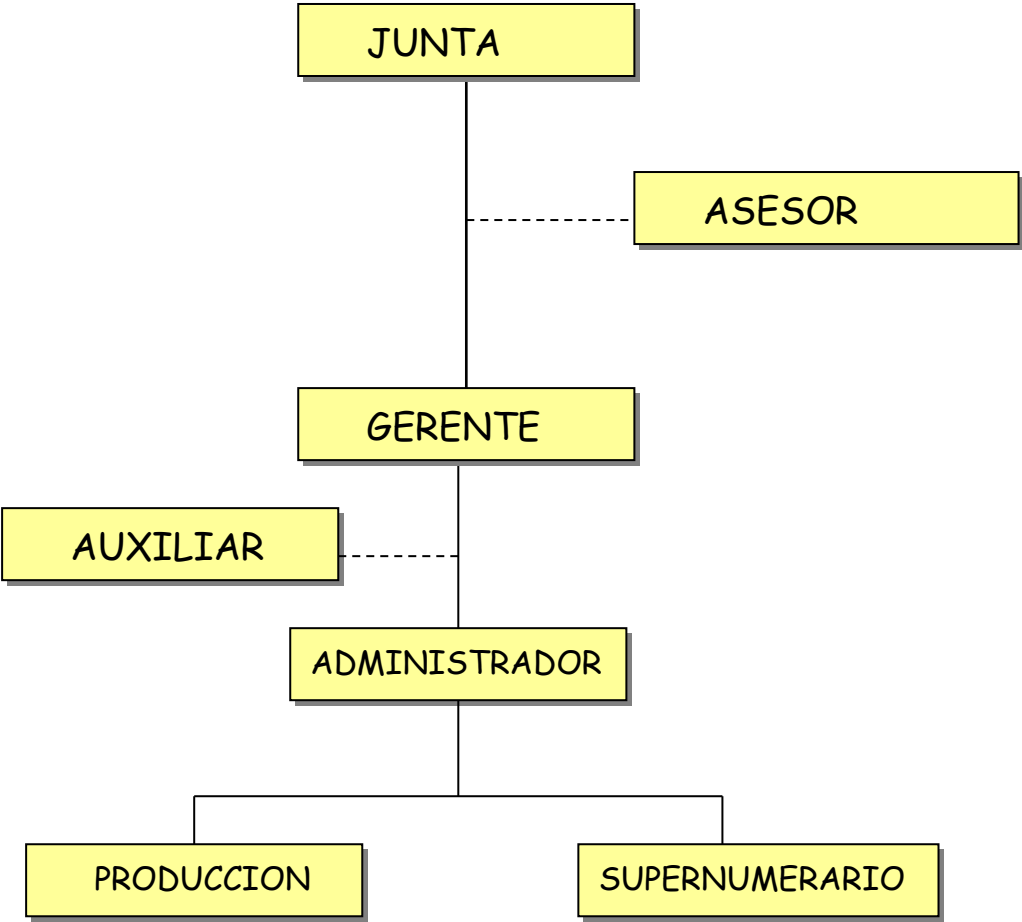 JUNTA
ASESOR
GERENTE
AUXILIAR
ADMINISTRADOR
PRODUCCION
SUPERNUMERARIO